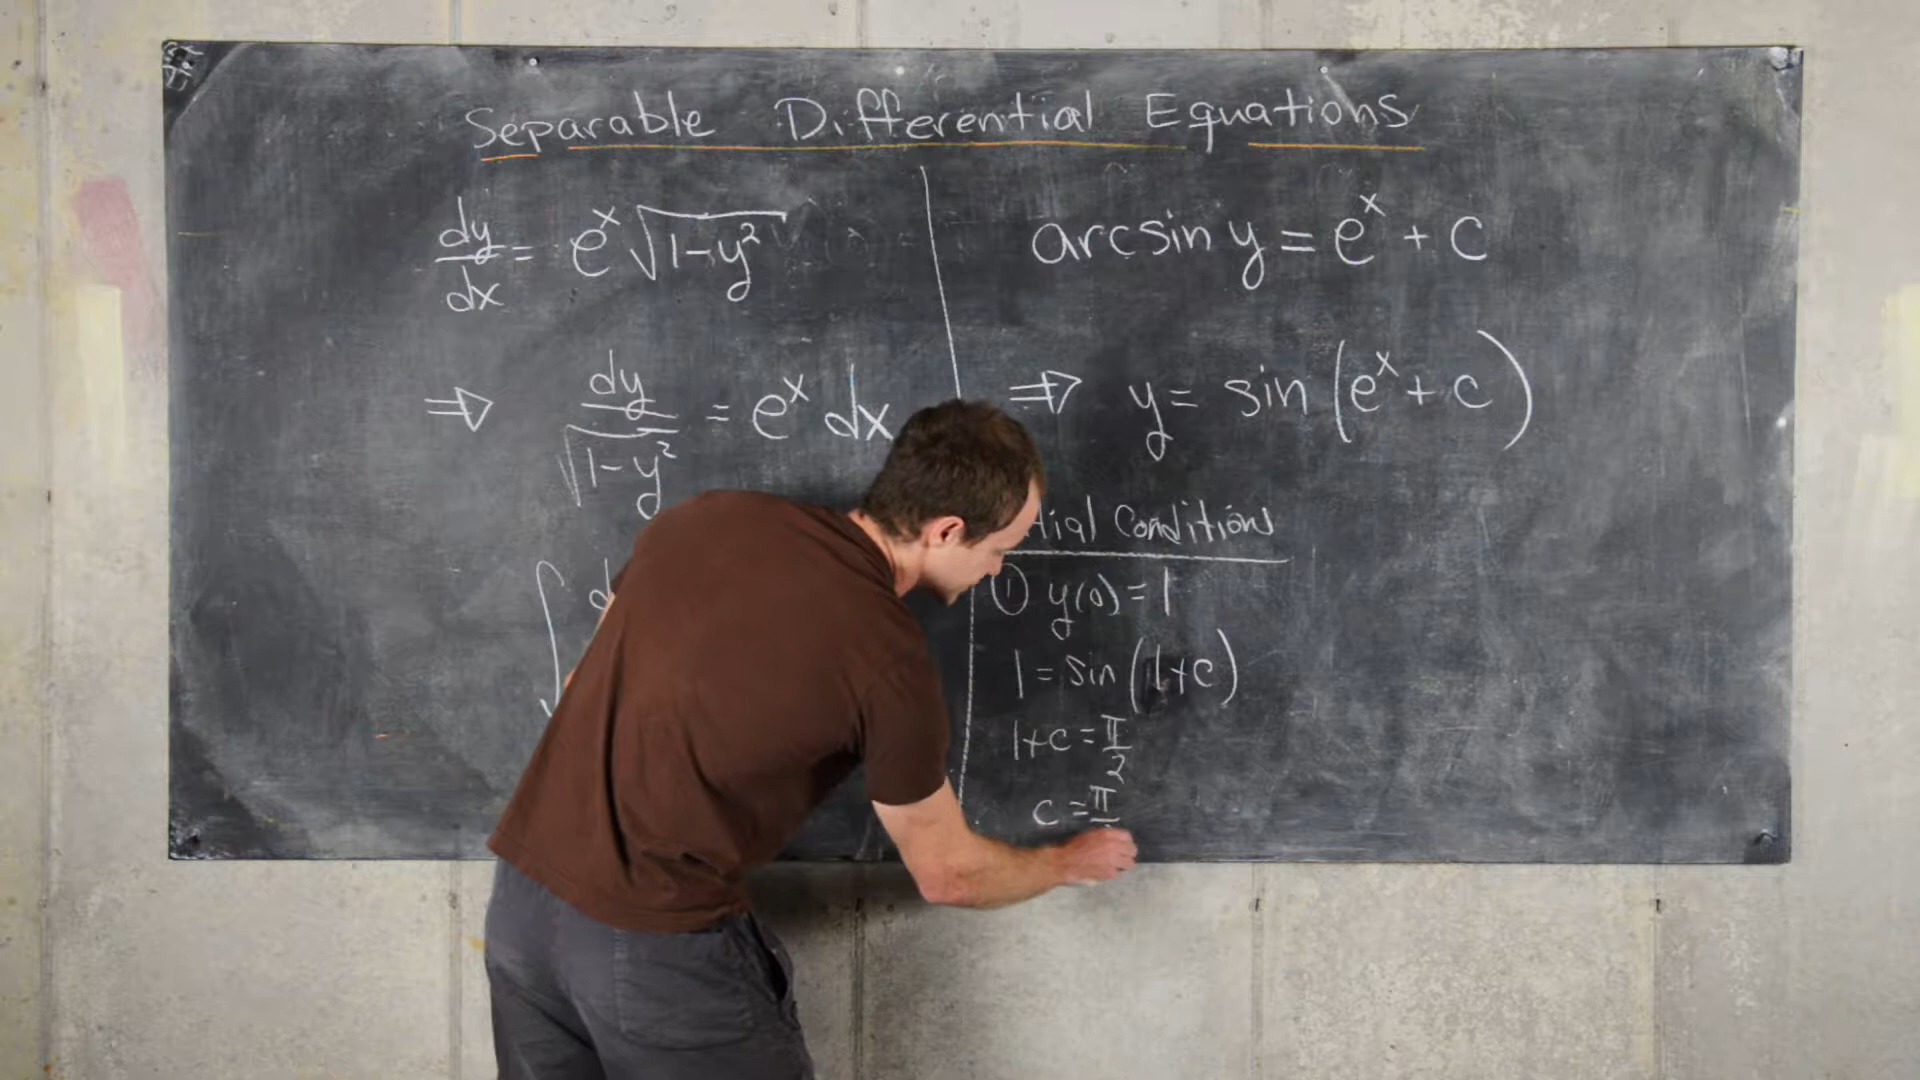 Separable Differential Equations
dy/dx = e^x √(1-y²)
⇒ dy/√(1-y²) = e^x dx
∫ d
arcsin y = e^x + c
⇒ y = sin(e^x + c)
tial Conditions
① y(0) = 1
1 = sin(1+c)
1+c = π/2
c = π